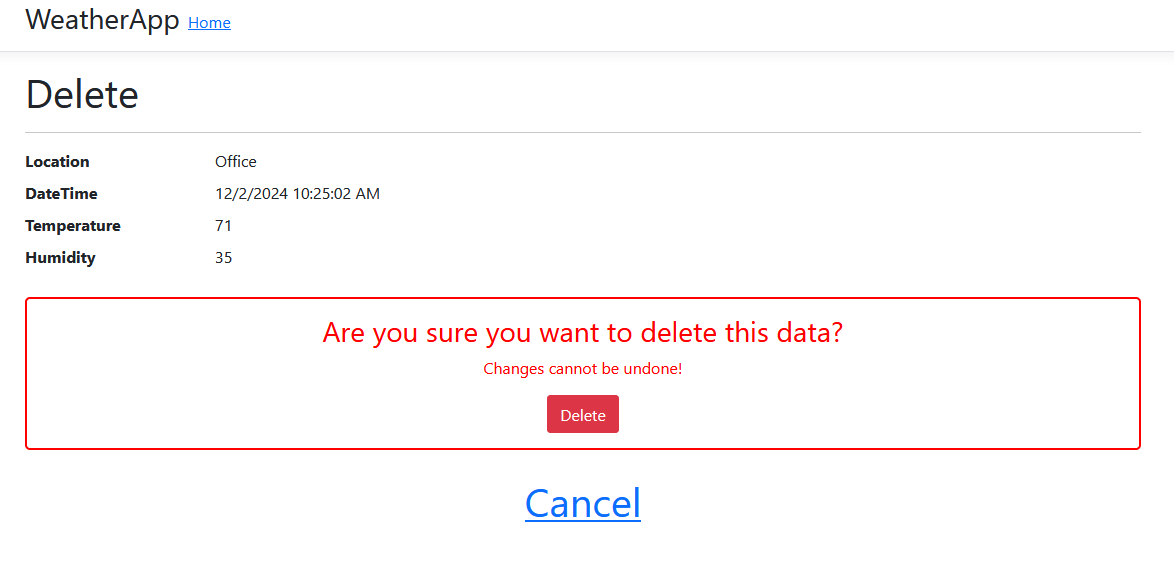 WeatherApp Home
Delete
Location Office
DateTime 12/2/2024 10:25:02 AM
Temperature 71
Humidity 35
Are you sure you want to delete this data?
Changes cannot be undone!
Delete
Cancel